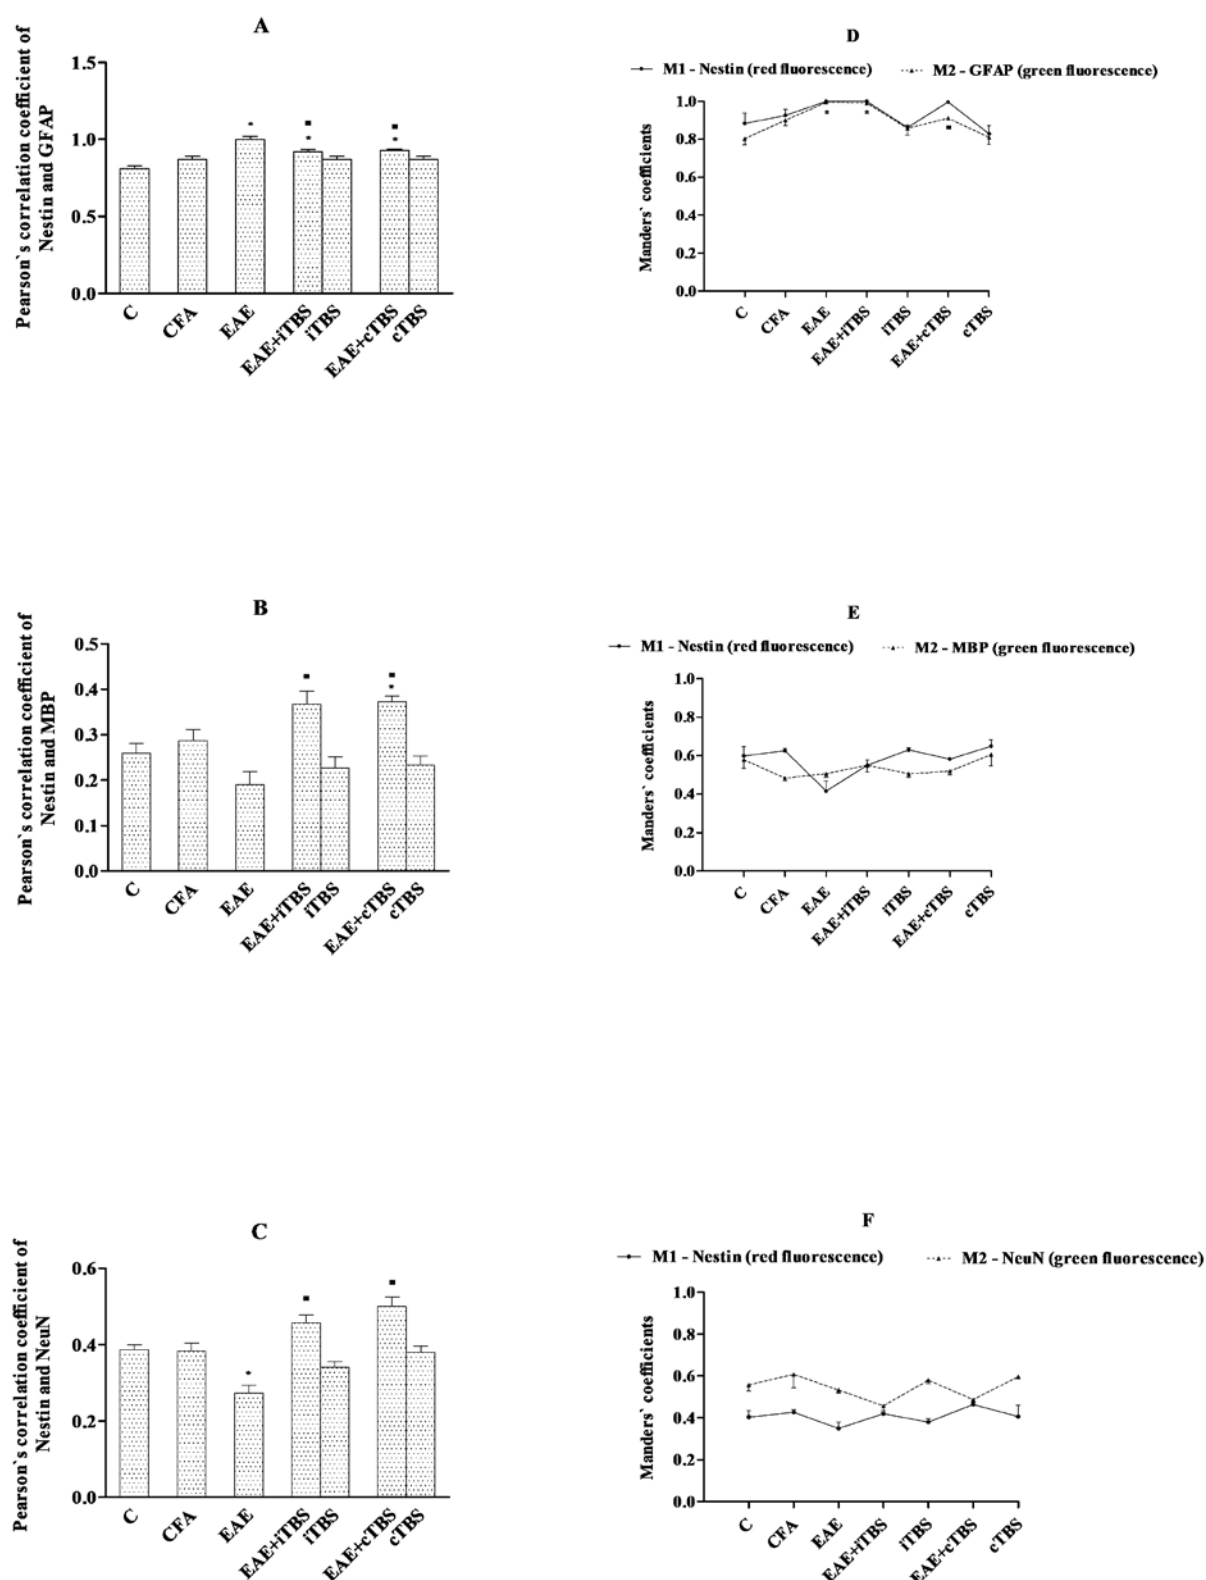 A
Pearson`s correlation coefficient of
Nestin and GFAP
1.5
1.0
0.5
0.0
C
CFA
EAE
EAE+iTBS
iTBS
EAE+cTBS
cTBS
D
M1 - Nestin (red fluorescence)
M2 - GFAP (green fluorescence)
Manders` coefficients
1.0
0.8
0.6
0.4
0.2
0.0
C
CFA
EAE
EAE+iTBS
iTBS
EAE+cTBS
cTBS
B
Pearson`s correlation coefficient of
Nestin and MBP
0.5
0.4
0.3
0.2
0.1
0.0
C
CFA
EAE
EAE+iTBS
iTBS
EAE+cTBS
cTBS
E
M1 - Nestin (red fluorescence)
M2 - MBP (green fluorescence)
Manders` coefficients
1.0
0.8
0.6
0.4
0.2
0.0
C
CFA
EAE
EAE+iTBS
iTBS
EAE+cTBS
cTBS
C
Pearson`s correlation coefficient of
Nestin and NeuN
0.6
0.4
0.2
0.0
C
CFA
EAE
EAE+iTBS
iTBS
EAE+cTBS
cTBS
F
M1 - Nestin (red fluorescence)
M2 - NeuN (green fluorescence)
Manders` coefficients
1.0
0.8
0.6
0.4
0.2
0.0
C
CFA
EAE
EAE+iTBS
iTBS
EAE+cTBS
cTBS